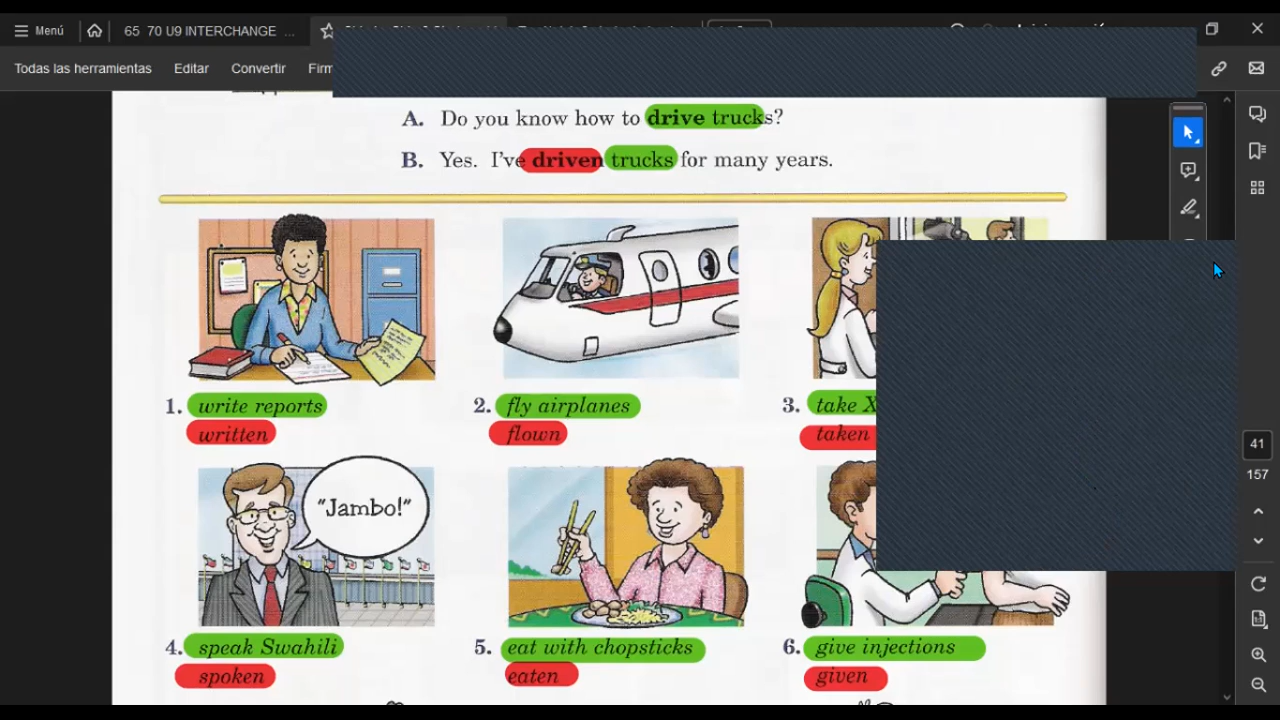 Menú
65 70 U9 INTERCHANGE ...
Todas las herramientas Editar Convertir
A. Do you know how to drive trucks?
B. Yes. I've driven trucks for many years.
1. write reports
written
2. fly airplanes
flown
3. take
taken
"Jambo!"
4. speak Swahili
spoken
5. eat with chopsticks
eaten
6. give injections
given
41
157